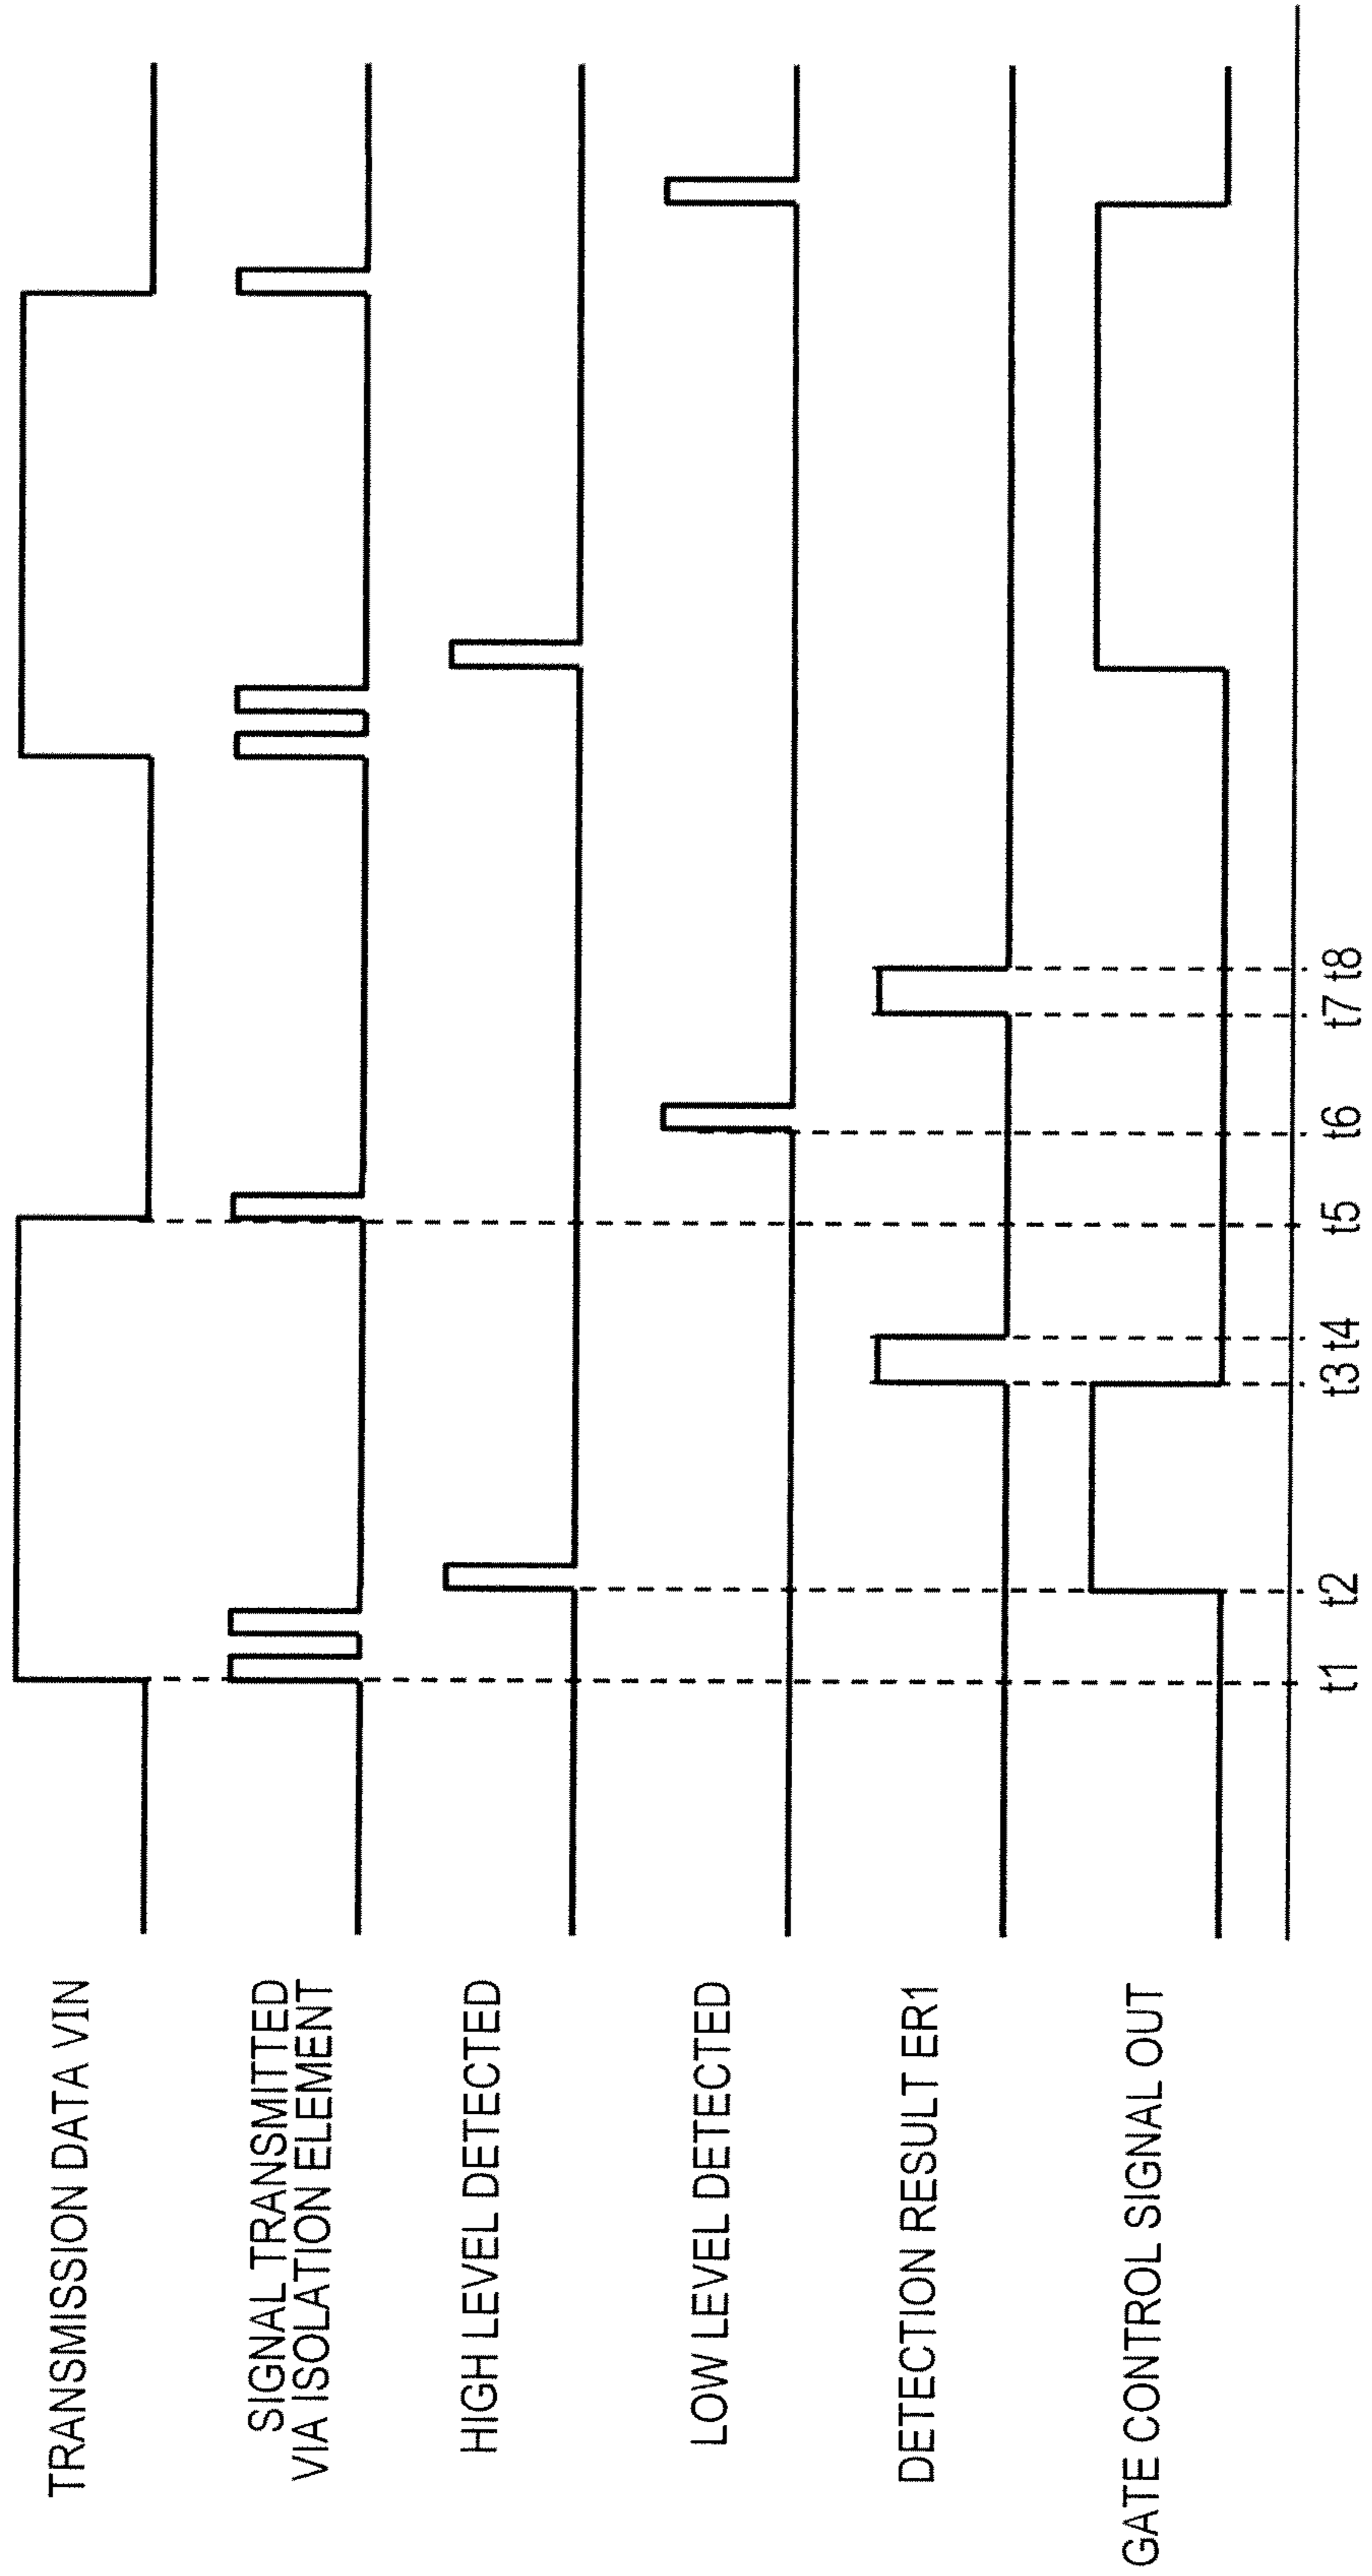 TRANSMISSION DATA VIN
SIGNAL TRANSMITTED
VIA ISOLATION ELEMENT
HIGH LEVEL DETECTED
LOW LEVEL DETECTED
DETECTION RESULT ER1
GATE CONTROL SIGNAL OUT
t1 t2 t3 t4 t5 t6 t7 t8